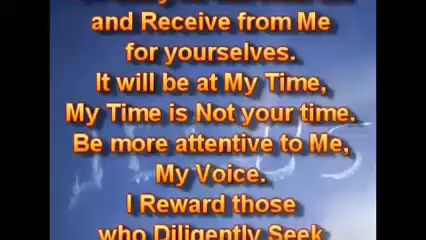 and Receive from Me
for yourselves.
It will be at My Time,
My Time is Not your time.
Be more attentive to Me,
My Voice.
I Reward those
who Diligently Seek
US